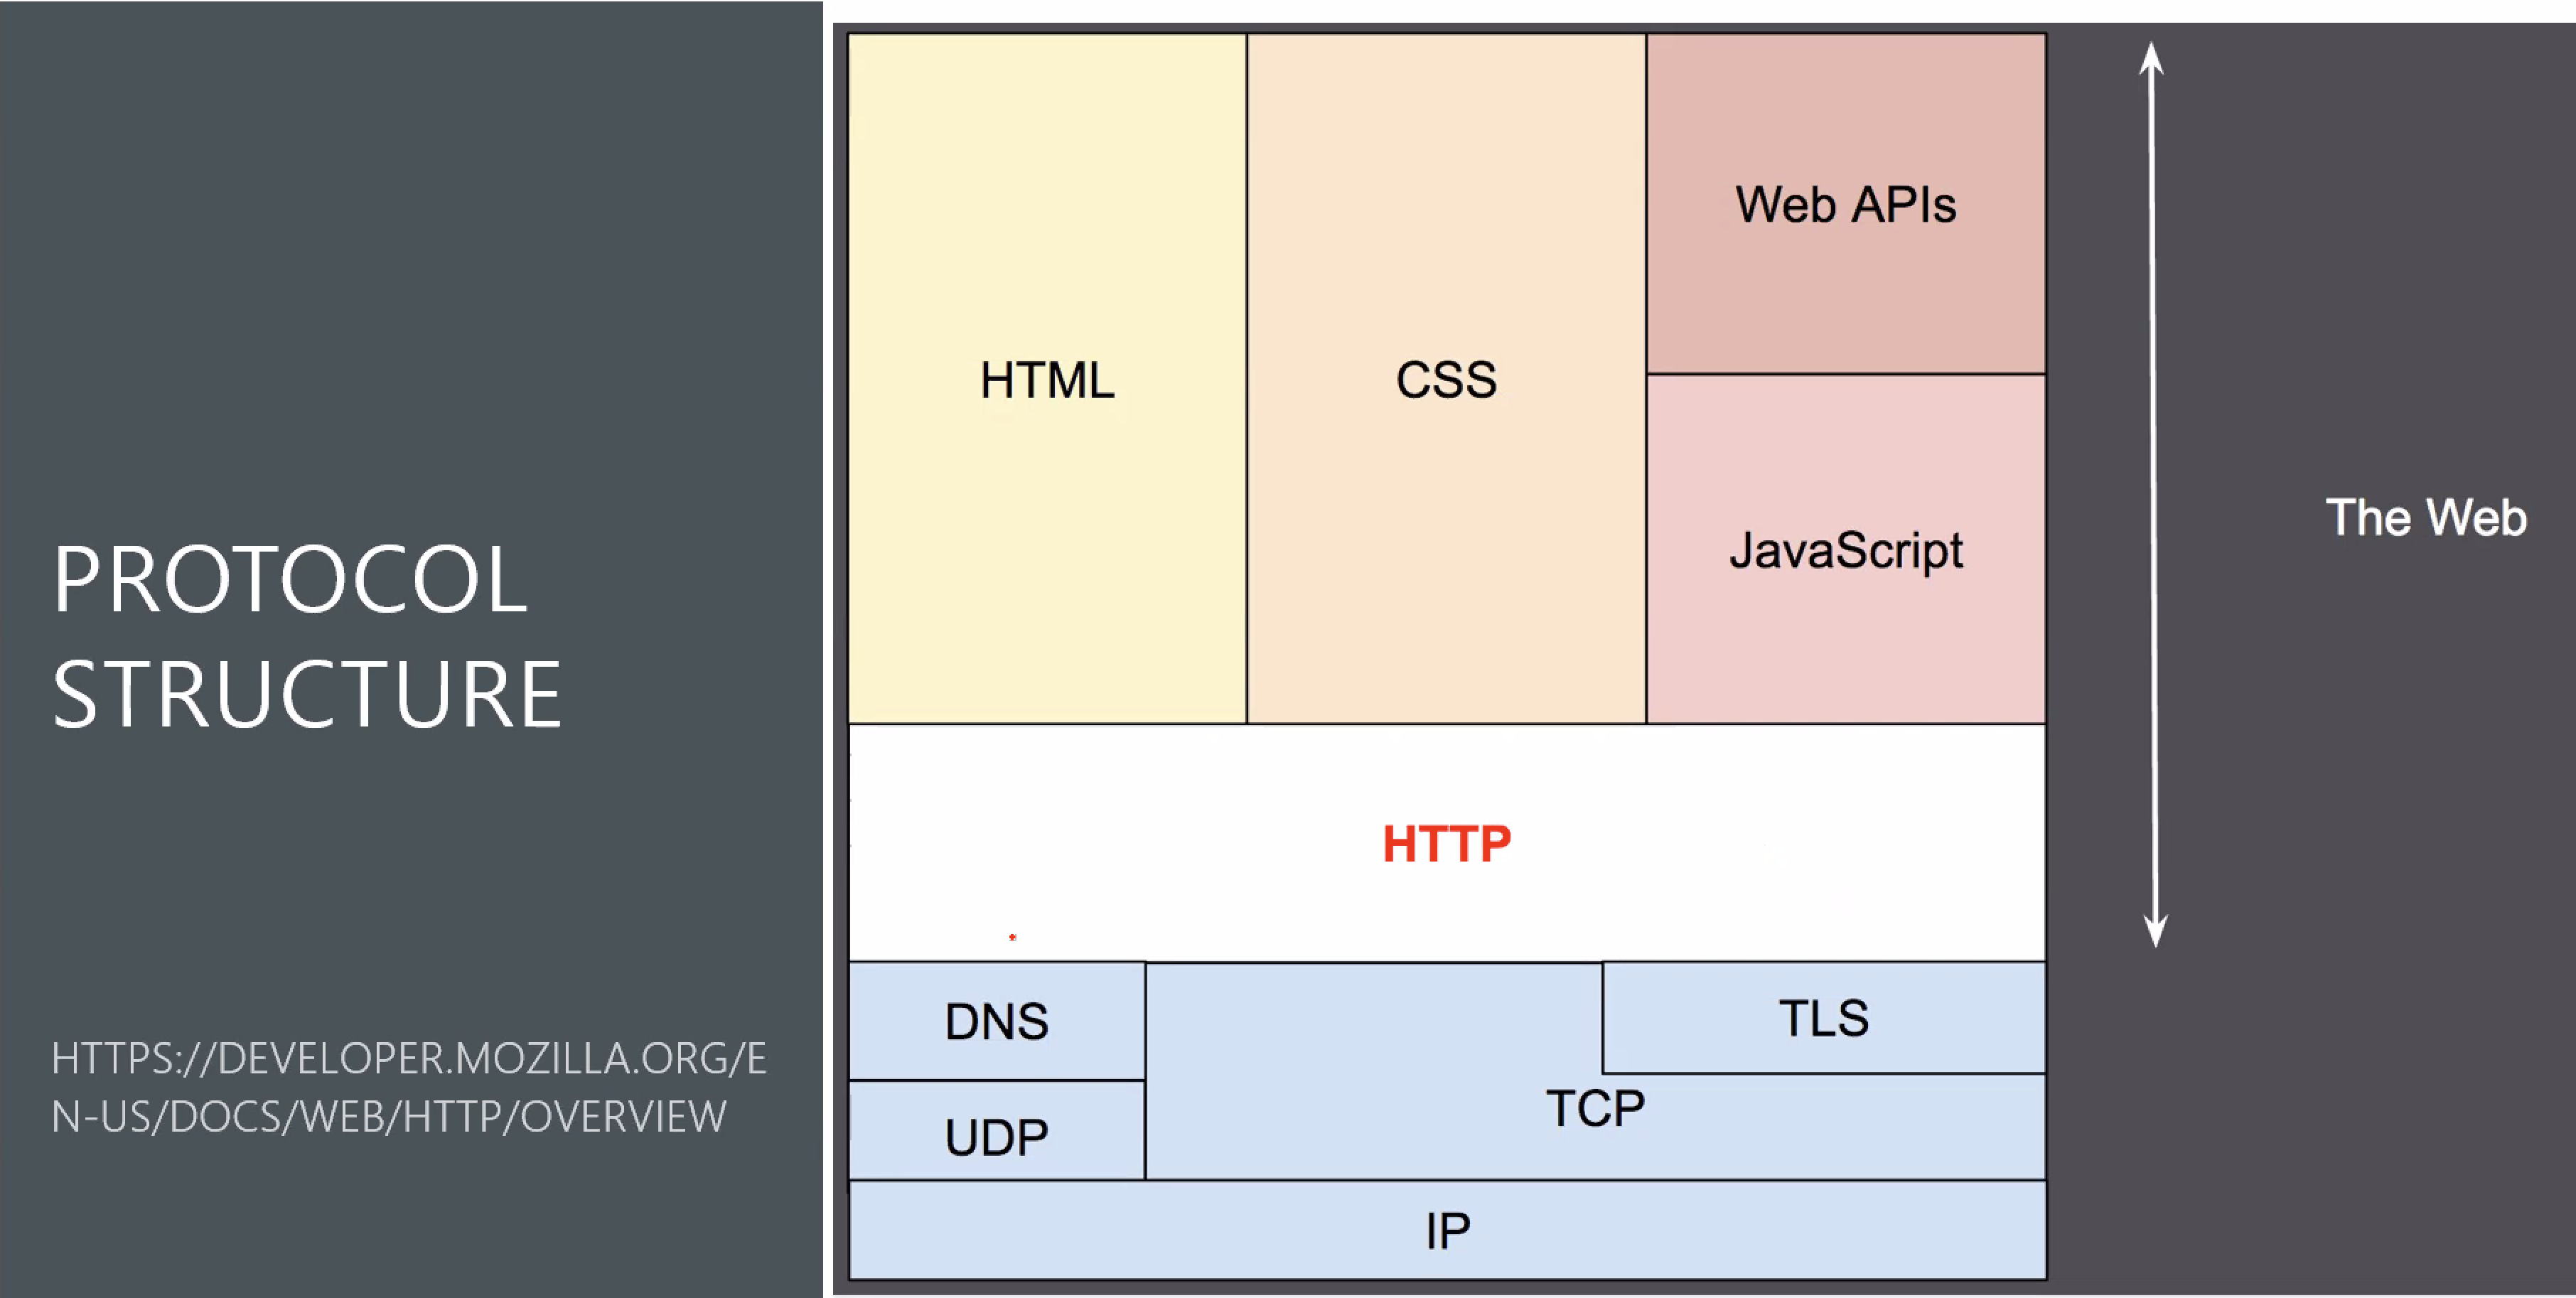 PROTOCOL
STRUCTURE
HTTPS://DEVELOPER.MOZILLA.ORG/E
N-US/DOCS/WEB/HTTP/OVERVIEW
HTML
CSS
Web APIs
JavaScript
The Web
HTTP
DNS
TLS
TCP
UDP
IP